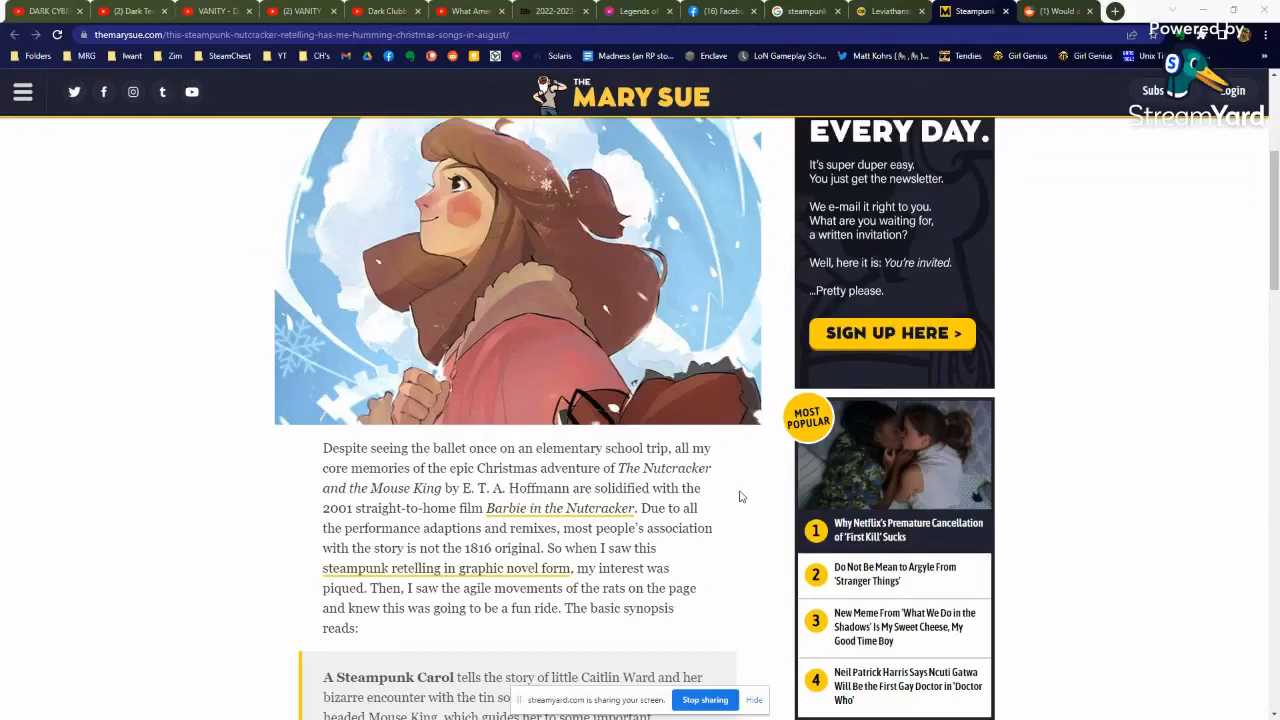 DARK CYBE
(2) Dark Te
VANITY - D
(2) VANITY
Dark Clubb
What Amer
2022-2023
Legends of
(16) Faceb
steampunk
Leviathans
Steampunk
(1) Would
themarysue.com/this-steampunk-nutcracker-retelling-has-me-humming-christmas-songs-in-august/
Powered by
Folders
MRG
Iwant
Zim
SteamChest
YT
CH's
Solaris
Madness (an RP sto...
Enclave
LoN Gameplay Sc...
Matt Kohrs
Tendies
Girl Genius
Girl Genius
Unix Ti
THE
MARY SUE
Subs
Login
StreamYard
EVERY DAY.
It's super duper easy.
You just get the newsletter.
We e-mail it right to you.
What are you waiting for,
a written invitation?
Well, here it is: You're invited.
...Pretty please.
SIGN UP HERE >
Despite seeing the ballet once on an elementary school trip, all my
core memories of the epic Christmas adventure of The Nutcracker
and the Mouse King by E. T. A. Hoffmann are solidified with the
2001 straight-to-home film Barbie in the Nutcracker. Due to all
the performance adaptions and remixes, most people's association
with the story is not the 1816 original. So when I saw this
steampunk retelling in graphic novel form, my interest was
piqued. Then, I saw the agile movements of the rats on the page
and knew this was going to be a fun ride. The basic synopsis
reads:
A Steampunk Carol tells the story of little Caitlin Ward and her
bizarre encounter with the tin so
headed Mouse King, which guides her to some important
MOST
POPULAR
1
Why Netflix's Premature Cancellation
of 'First Kill' Sucks
2
Do Not Be Mean to Argyle From
'Stranger Things'
3
New Meme From 'What We Do in the
Shadows' Is My Sweet Cheese, My
Good Time Boy
4
Neil Patrick Harris Says Ncuti Gatwa
Will Be the First Gay Doctor in 'Doctor
Who'
streamyard.com is sharing your screen.
Stop sharing
Hide